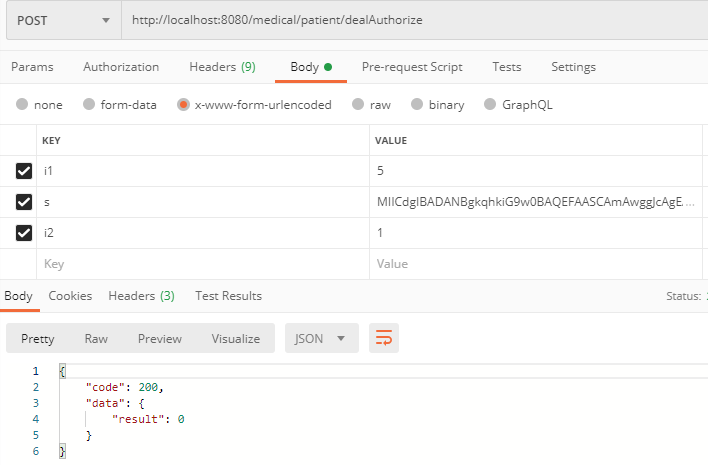 POST http://localhost:8080/medical/patient/dealAuthorize
Params Authorization Headers (9) Body Pre-request Script Tests Settings
none form-data x-www-form-urlencoded raw binary GraphQL
KEY VALUE
i1 5
s MIICdgIBADANBgkqhkiG9w0BAQEFAASCAmAwggJcAgE...
i2 1
Key Value
Body Cookies Headers (3) Test Results Status:
Pretty Raw Preview Visualize JSON
1 {
2 "code": 200,
3 "data": {
4 "result": 0
5 }
6 }